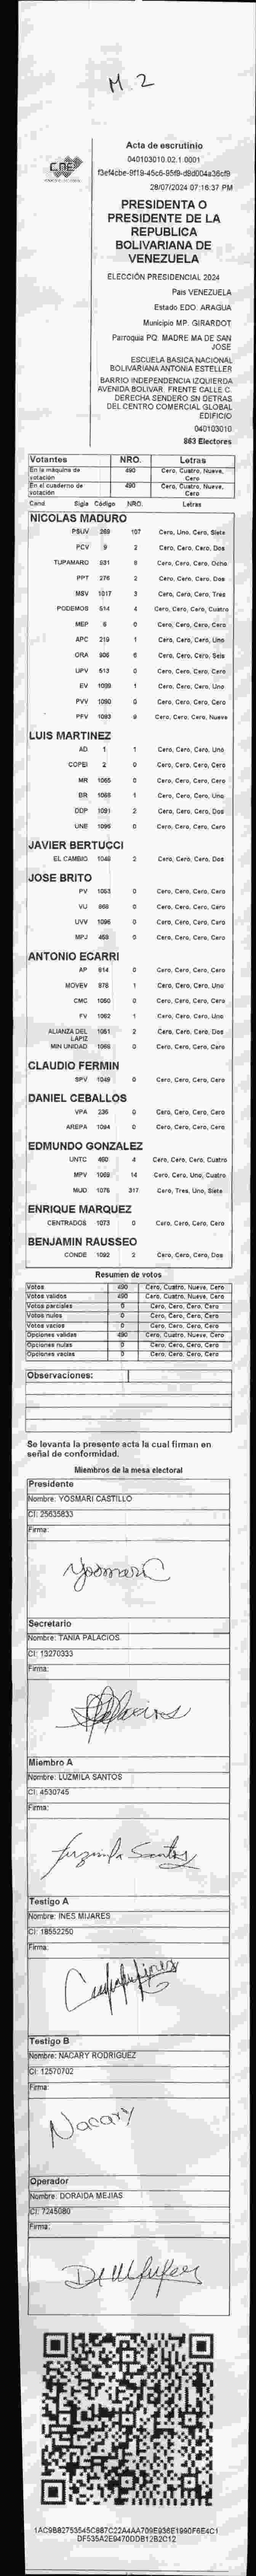 M. 2
CNE
Acta de escrutinio
040103010.02.1.0001
f3ef4cbe-8f19-45c6-95f9-d8d004a36cf9
28/07/2024 07:16:37 PM
PRESIDENTA O
PRESIDENTE DE LA
REPUBLICA
BOLIVARIANA DE
VENEZUELA
ELECCIÓN PRESIDENCIAL 2024
Pais VENEZUELA
Estado EDO. ARAGUA
Municipio MP. GIRARDOT
Parroquia PQ. MADRE MA DE SAN
JOSE
ESCUELA BASICA NACIONAL
BOLIVARIANA ANTONIA ESTELLER
BARRIO INDEPENDENCIA IZQUIERDA
AVENIDA BOLIVAR. FRENTE CALLE C.
DERECHA SENDERO SN DETRAS
DEL CENTRO COMERCIAL GLOBAL
EDIFICIO
040103010
863 Electores
Votantes NRO. Letras
En la máquina de votación 490 Cero, Cuatro, Nueve, Cero
En el cuaderno de votación 490 Cero, Cuatro, Nueve, Cero
Cand Sigla Código NRO. Letras
NICOLAS MADURO
PSUV 268 107 Cero, Uno, Cero, Siete
PCV 9 2 Cero, Cero, Cero, Dos
TUPAMARO 931 8 Cero, Cero, Cero, Ocho
PPT 276 2 Cero, Cero, Cero, Dos
MSV 1017 3 Cero, Cero, Cero, Tres
PODEMOS 514 4 Cero, Cero, Cero, Cuatro
MEP 6 0 Cero, Cero, Cero, Cero
APC 219 1 Cero, Cero, Cero, Uno
ORA 906 6 Cero, Cero, Cero, Seis
UPV 513 0 Cero, Cero, Cero, Cero
EV 1089 1 Cero, Cero, Cero, Uno
PVV 1090 0 Cero, Cero, Cero, Cero
PFV 1093 9 Cero, Cero, Cero, Nueve
LUIS MARTINEZ
AD 1 1 Cero, Cero, Cero, Uno
COPEI 2 0 Cero, Cero, Cero, Cero
MR 1065 0 Cero, Cero, Cero, Cero
BR 1066 1 Cero, Cero, Cero, Uno
DDP 1091 2 Cero, Cero, Cero, Dos
UNE 1095 0 Cero, Cero, Cero, Cero
JAVIER BERTUCCI
EL CAMBIO 1048 2 Cero, Cero, Cero, Dos
JOSE BRITO
PV 1053 0 Cero, Cero, Cero, Cero
VU 868 0 Cero, Cero, Cero, Cero
UVV 1096 0 Cero, Cero, Cero, Cero
MPJ 458 0 Cero, Cero, Cero, Cero
ANTONIO ECARRI
AP 814 0 Cero, Cero, Cero, Cero
MOVEV 878 1 Cero, Cero, Cero, Uno
CMC 1050 0 Cero, Cero, Cero, Cero
FV 1062 1 Cero, Cero, Cero, Uno
ALIANZA DEL LAPIZ 1051 2 Cero, Cero, Cero, Dos
MIN UNIDAD 1088 0 Cero, Cero, Cero, Cero
CLAUDIO FERMIN
SPV 1049 0 Cero, Cero, Cero, Cero
DANIEL CEBALLOS
VPA 236 0 Cero, Cero, Cero, Cero
AREPA 1094 0 Cero, Cero, Cero, Cero
EDMUNDO GONZALEZ
UNTC 460 4 Cero, Cero, Cero, Cuatro
MPV 1069 14 Cero, Cero, Uno, Cuatro
MUD 1076 317 Cero, Tres, Uno, Siete
ENRIQUE MARQUEZ
CENTRADOS 1073 0 Cero, Cero, Cero, Cero
BENJAMIN RAUSSEO
CONDE 1092 2 Cero, Cero, Cero, Dos
Resumen de votos
Votos 490 Cero, Cuatro, Nueve, Cero
Votos validos 490 Cero, Cuatro, Nueve, Cero
Votos parciales 0 Cero, Cero, Cero, Cero
Votos nulos 0 Cero, Cero, Cero, Cero
Votos vacios 0 Cero, Cero, Cero, Cero
Opciones validas 490 Cero, Cuatro, Nueve, Cero
Opciones nulas 0 Cero, Cero, Cero, Cero
Opciones vacias 0 Cero, Cero, Cero, Cero
Observaciones:
Se levanta la presente acta la cual firman en
señal de conformidad.
Miembros de la mesa electoral
Presidente
Nombre: YOSMARI CASTILLO
CI: 25635833
Firma:
Yosmari C
Secretario
Nombre: TANIA PALACIOS
CI: 13270333
Firma:
Miembro A
Nombre: LUZMILA SANTOS
CI: 4530745
Firma:
Luzmila Santos
Testigo A
Nombre: INES MIJARES
CI: 18552250
Firma:
Testigo B
Nombre: NACARY RODRIGUEZ
CI: 12570702
Firma:
Nacary
Operador
Nombre: DORAIDA MEJIAS
CI: 7245080
Firma:
1AC9B82753545C887C22A4AA709E936E1990F6E4C1
DF535A2E9470DDB12B2C12